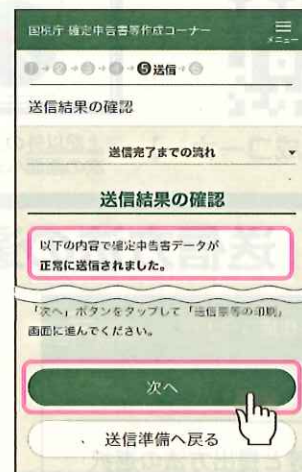 国税庁 確定申告書等作成コーナー
メニュー
❶→❷→❸→❹→❺送信→❻
送信結果の確認
送信完了までの流れ
送信結果の確認
以下の内容で確定申告書データが
正常に送信されました。
「次へ」ボタンをタップして「送信票等の印刷」
画面に進んでください。
次へ
送信準備へ戻る